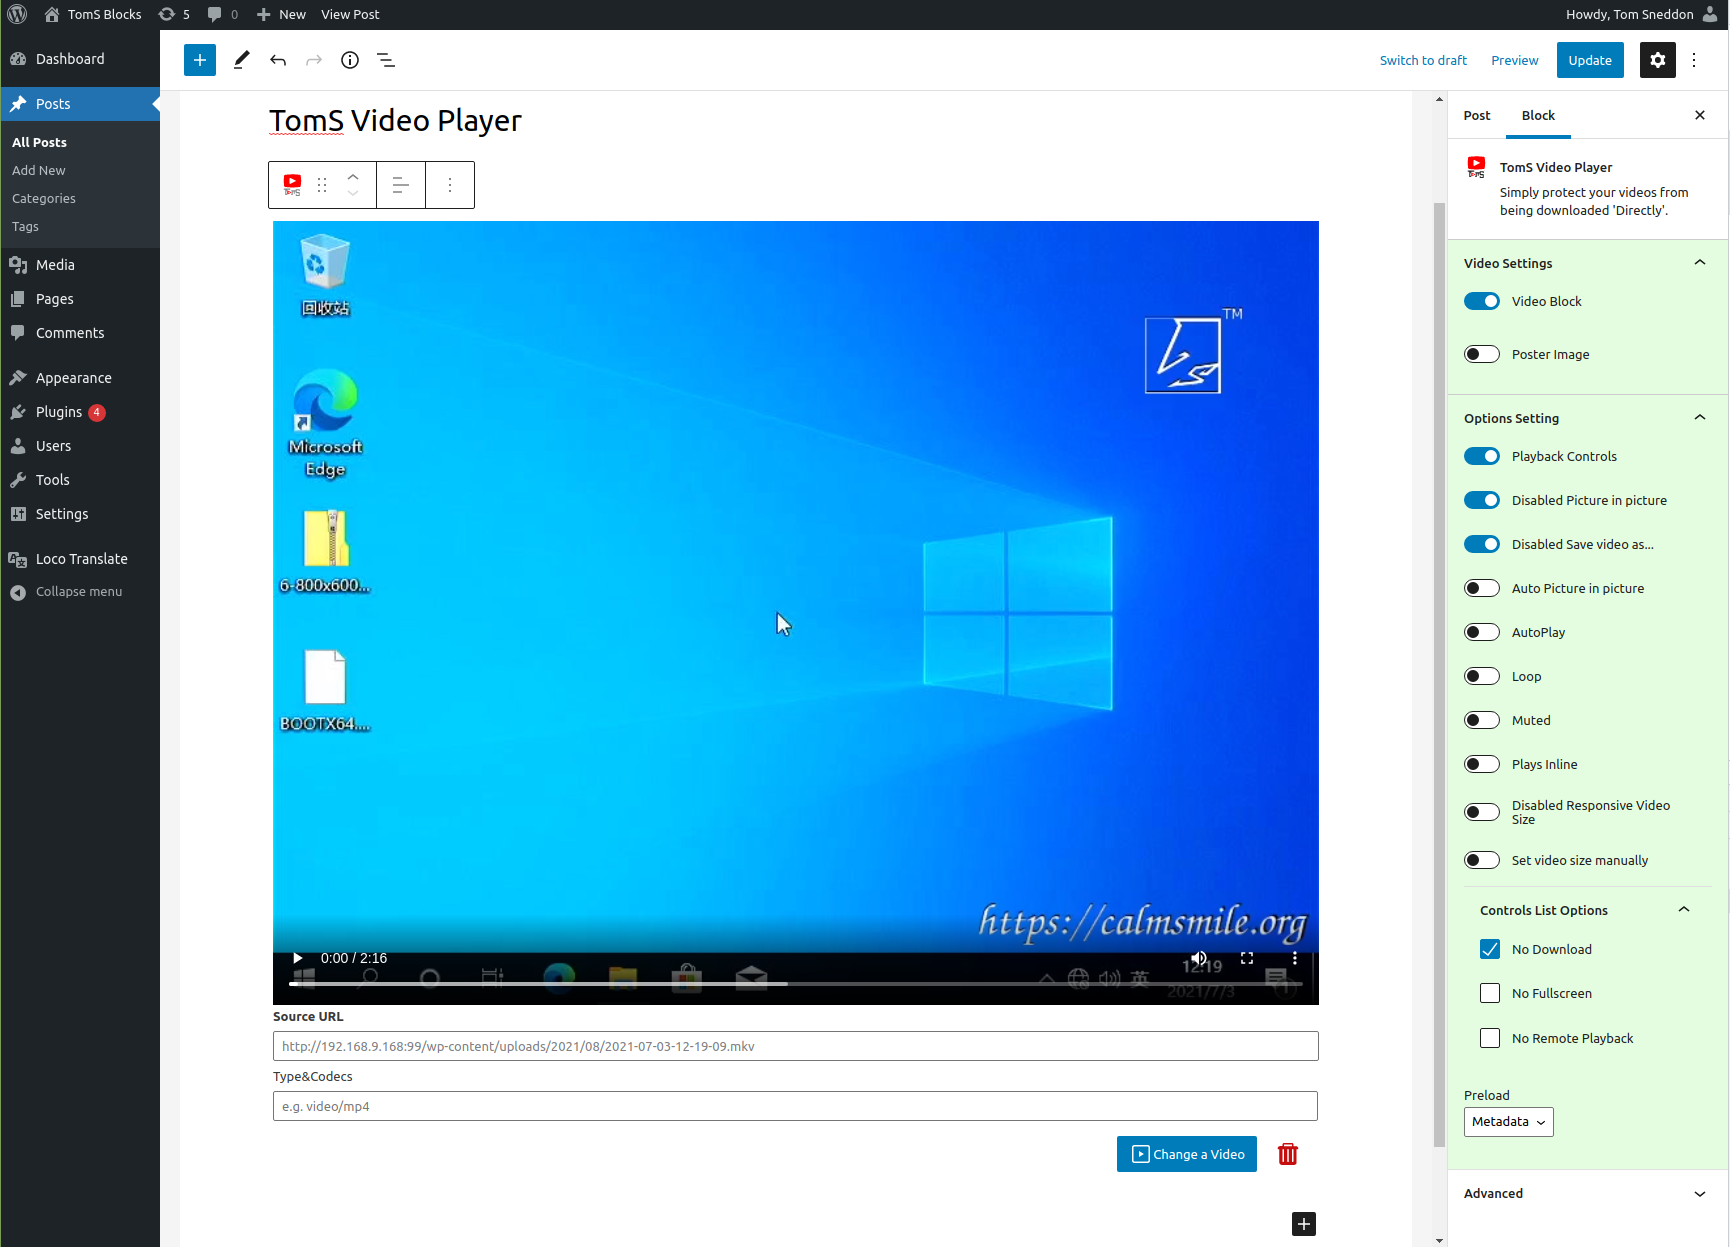 TomS Blocks
5
0
New
View Post
Howdy, Tom Sneddon
Dashboard
Posts
All Posts
Add New
Categories
Tags
Media
Pages
Comments
Appearance
Plugins 4
Users
Tools
Settings
Loco Translate
Collapse menu
Switch to draft
Preview
Update
TomS Video Player
TomS
回收站
Microsoft
Edge
6-800x600...
BOOTX64....
TM
https://calmsmile.org
0:00 / 2:16
英
12:19
2021/7/3
Source URL
http://192.168.9.168:99/wp-content/uploads/2021/08/2021-07-03-12-19-09.mkv
Type&Codecs
e.g. video/mp4
Change a Video
Post
Block
TomS
TomS Video Player
Simply protect your videos from
being downloaded 'Directly'.
Video Settings
Video Block
Poster Image
Options Setting
Playback Controls
Disabled Picture in picture
Disabled Save video as...
Auto Picture in picture
AutoPlay
Loop
Muted
Plays Inline
Disabled Responsive Video
Size
Set video size manually
Controls List Options
No Download
No Fullscreen
No Remote Playback
Preload
Metadata
Advanced